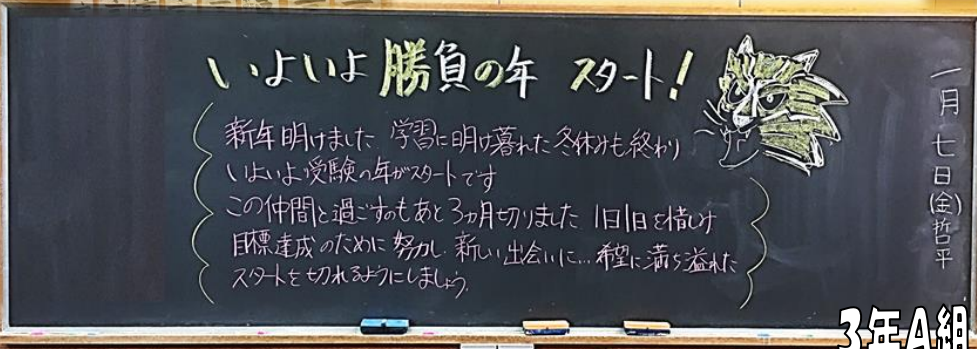 いよいよ 勝負の年 スタート!
新年明けました 学習に明け暮れた冬休みも終わり
いよいよ受験の年がスタートです
この仲間と過ごすのもあと3ヵ月切りました 1日1日を惜しみ
目標達成のために努力し 新しい出会いに…希望に満ち溢れた
スタートを切れるようにしましょう。
一月七日(金)哲平
3年A組